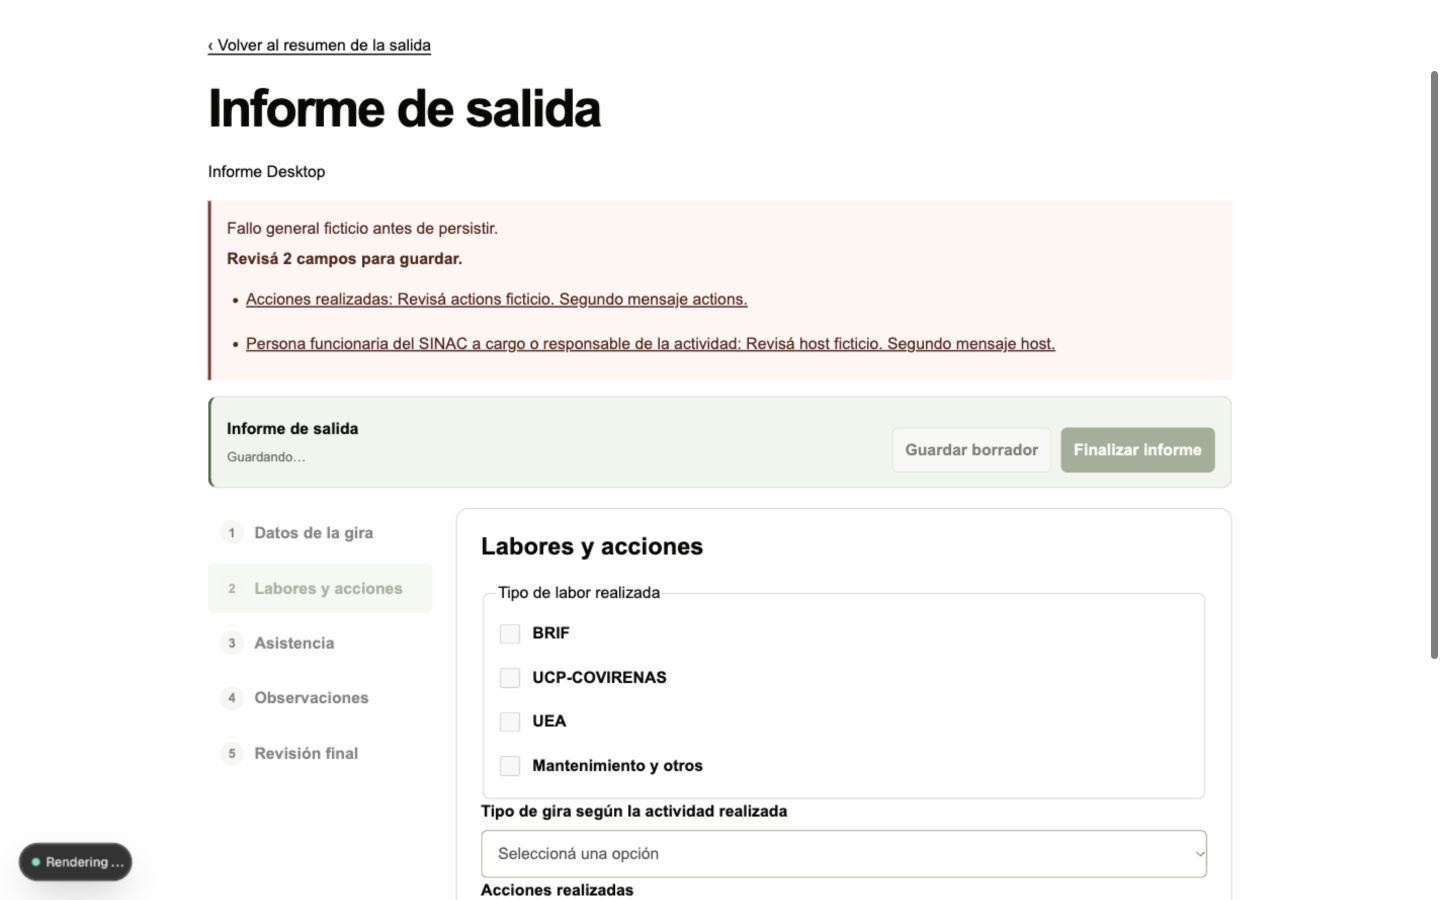 ‹ Volver al resumen de la salida
Informe de salida
Informe Desktop
Fallo general ficticio antes de persistir.
Revisá 2 campos para guardar.
• Acciones realizadas: Revisá actions ficticio. Segundo mensaje actions.
• Persona funcionaria del SINAC a cargo o responsable de la actividad: Revisá host ficticio. Segundo mensaje host.
Informe de salida
Guardando…
Guardar borrador
Finalizar informe
1 Datos de la gira
2 Labores y acciones
3 Asistencia
4 Observaciones
5 Revisión final
Labores y acciones
Tipo de labor realizada
BRIF
UCP-COVIRENAS
UEA
Mantenimiento y otros
Tipo de gira según la actividad realizada
Seleccioná una opción
Acciones realizadas
Rendering ...